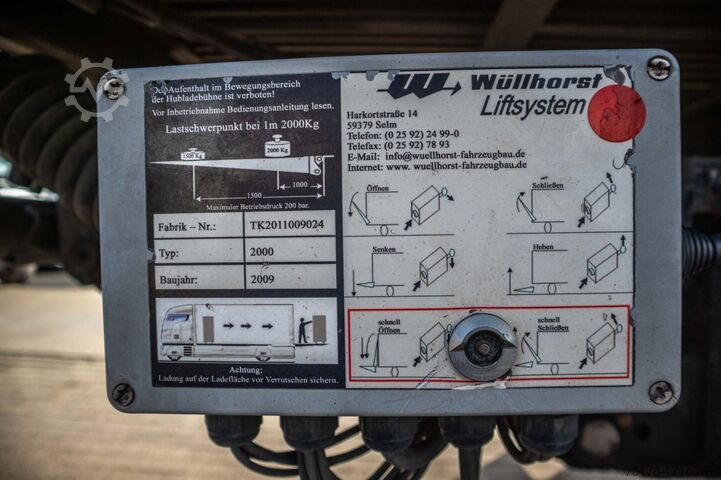 Der Aufenthalt im Bewegungsbereich
der Hubladebühne ist verboten!
Vor Inbetriebnahme Bedienungsanleitung lesen.
Lastschwerpunkt bei 1m 2000Kg
1500 Kg
2000 Kg
1000
1500
Maximaler Betriebsdruck 200 bar.
Fabrik – Nr.: TK2011009024
Typ: 2000
Baujahr: 2009
Achtung:
Ladung auf der Ladefläche vor Verrutschen sichern.
W Wüllhorst
Liftsystem
Harkortstraße 14
59379 Selm
Telefon: (0 25 92) 24 99-0
Telefax: (0 25 92) 78 93
E-Mail: info@wuellhorst-fahrzeugbau.de
Internet: www. wuellhorst-fahrzeugbau.de
Öffnen
Schließen
Senken
Heben
schnell
Öffnen
schnell
Schließen